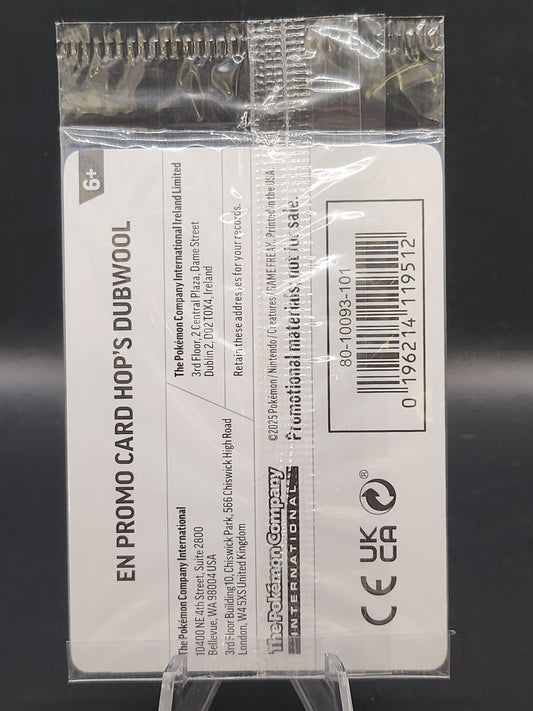 6+
EN PROMO CARD HOP'S DUBWOOL
The Pokémon Company International
10400 NE 4th Street, Suite 2800
Bellevue, WA 98004 USA
3rd Floor Building10, Chiswick Park, 566 Chiswick High Road
London, W4 5XS United Kingdom
The Pokémon Company International Ireland Limited
3rd Floor, 2 Central Plaza, Dame Street
Dublin 2, D02 T0X4, Ireland
Retain these addresses for your records.
The Pokémon Company
INTERNATIONAL
©2025 Pokémon / Nintendo / Creatures / GAME FREAK. Printed in the USA.
Promotional materials, not for sale.
CE UK
CA ®
80-10093-101
0 196214 119512